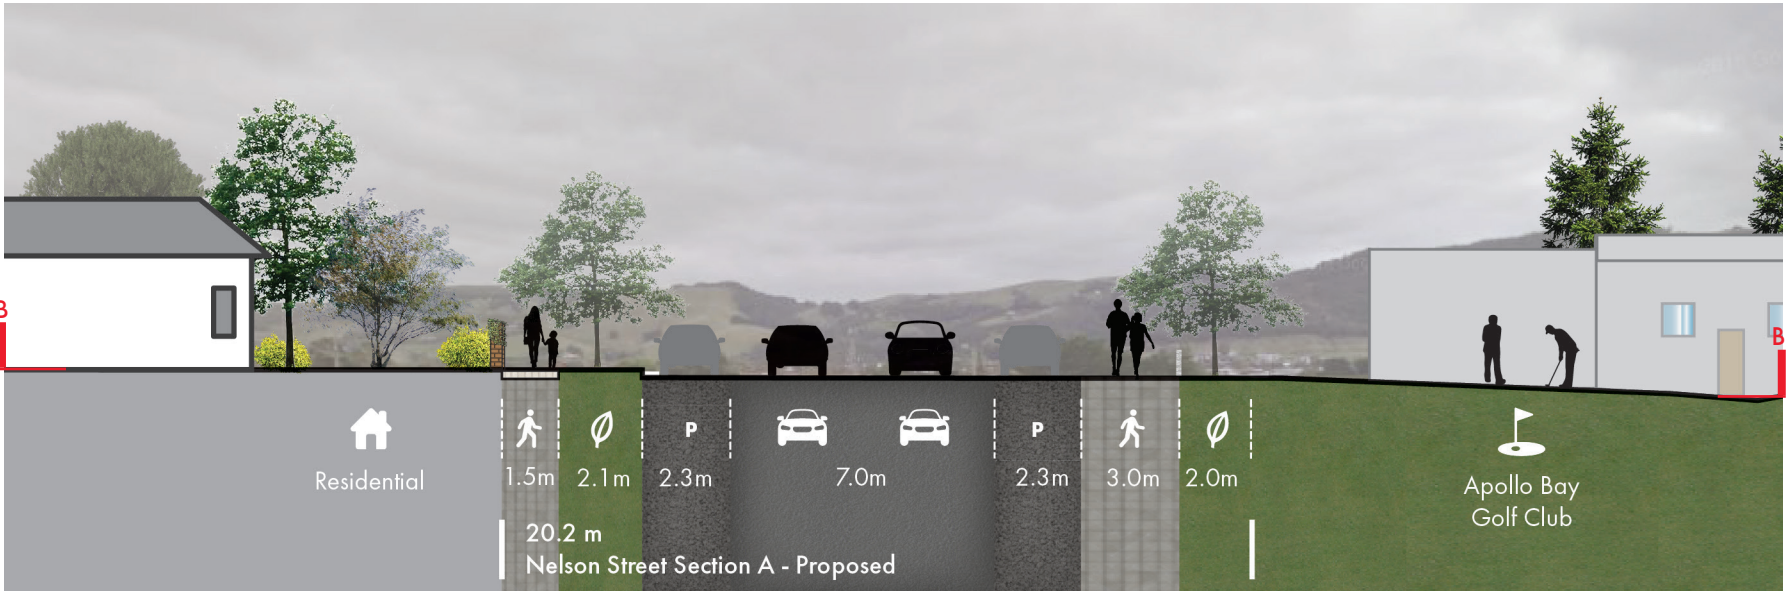 B
B
P
P
Residential
1.5m
2.1m
2.3m
7.0m
2.3m
3.0m
2.0m
Apollo Bay
Golf Club
20.2 m
Nelson Street Section A - Proposed